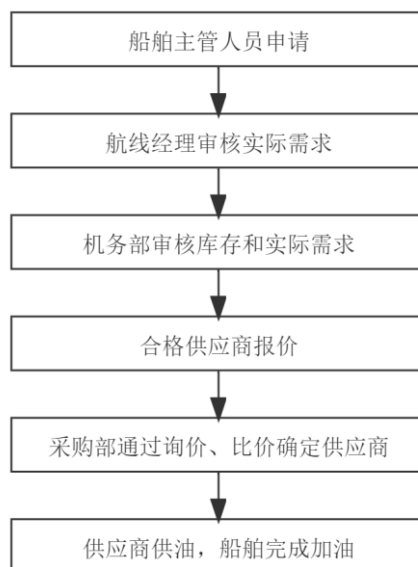 船舶主管人员申请
航线经理审核实际需求
机务部审核库存和实际需求
合格供应商报价
采购部通过询价、比价确定供应商
供应商供油，船舶完成加油